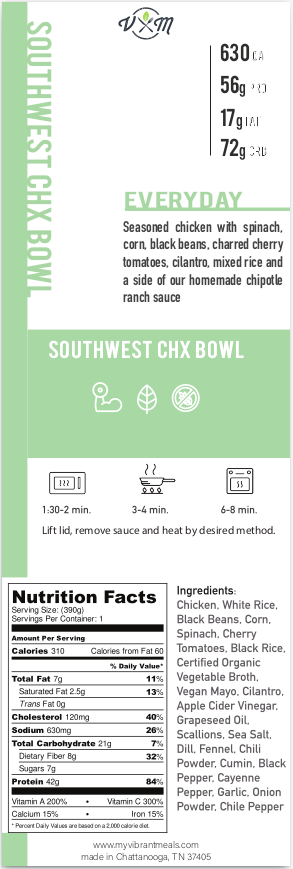 V M
SOUTHWEST CHX BOWL
630 CA
56g PRO
17g FAT
72g CRB
EVERYDAY
Seasoned chicken with spinach,
corn, black beans, charred cherry
tomatoes, cilantro, mixed rice and
a side of our homemade chipotle
ranch sauce
SOUTHWEST CHX BOWL
1:30-2 min. 3-4 min. 6-8 min.
Lift lid, remove sauce and heat by desired method.
Nutrition Facts
Serving Size: (390g)
Servings Per Container: 1
Amount Per Serving
Calories 310 Calories from Fat 60
% Daily Value*
Total Fat 7g 11%
Saturated Fat 2.5g 13%
Trans Fat 0g
Cholesterol 120mg 40%
Sodium 630mg 26%
Total Carbohydrate 21g 7%
Dietary Fiber 8g 32%
Sugars 7g
Protein 42g 84%
Vitamin A 200% • Vitamin C 300%
Calcium 15% • Iron 15%
* Percent Daily Values are based on a 2,000 calorie diet.
Ingredients:
Chicken, White Rice,
Black Beans, Corn,
Spinach, Cherry
Tomatoes, Black Rice,
Certified Organic
Vegetable Broth,
Vegan Mayo, Cilantro,
Apple Cider Vinegar,
Grapeseed Oil,
Scallions, Sea Salt,
Dill, Fennel, Chili
Powder, Cumin, Black
Pepper, Cayenne
Pepper, Garlic, Onion
Powder, Chile Pepper
www.myvibrantmeals.com
made in Chattanooga, TN 37405